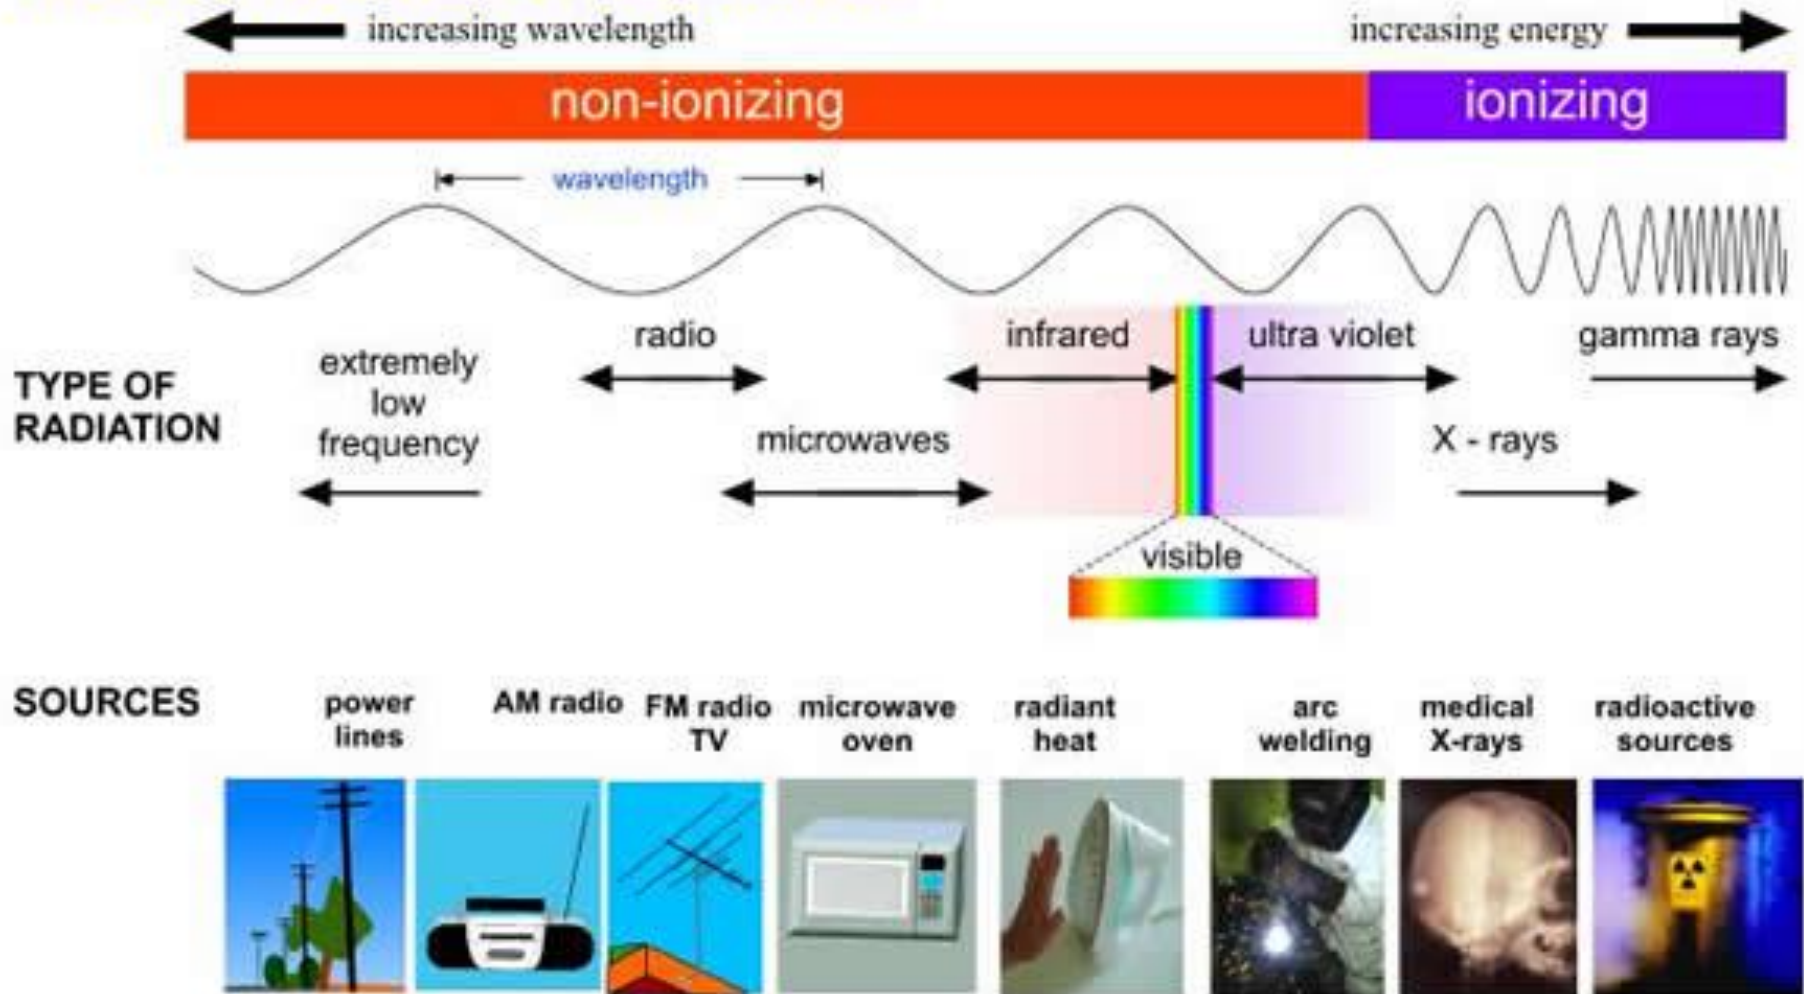 increasing wavelength
increasing energy
non-ionizing
ionizing
wavelength
TYPE OF
RADIATION
extremely
low
frequency
radio
microwaves
infrared
visible
ultra violet
X - rays
gamma rays
SOURCES
power
lines
AM radio
FM radio
TV
microwave
oven
radiant
heat
arc
welding
medical
X-rays
radioactive
sources